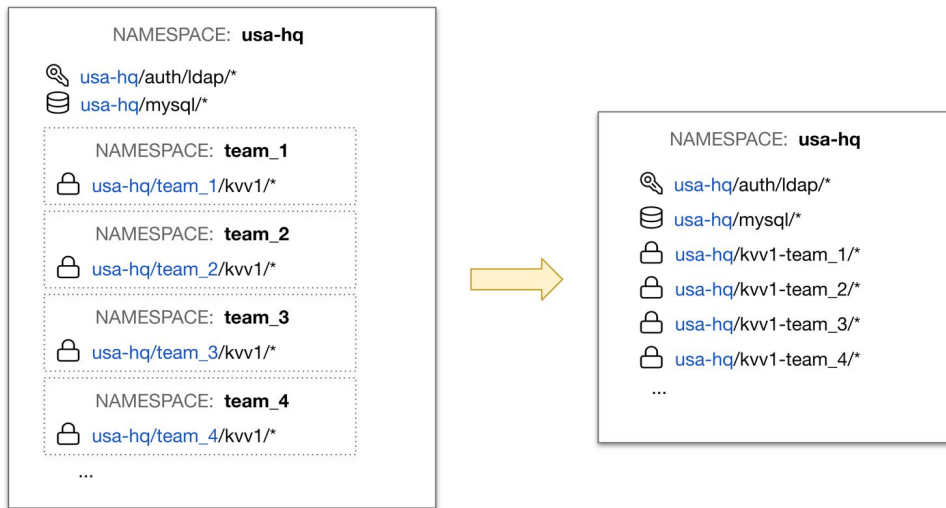 NAMESPACE: usa-hq
usa-hq/auth/ldap/*
usa-hq/mysql/*
NAMESPACE: team_1
usa-hq/team_1/kvv1/*
NAMESPACE: team_2
usa-hq/team_2/kvv1/*
NAMESPACE: team_3
usa-hq/team_3/kvv1/*
NAMESPACE: team_4
usa-hq/team_4/kvv1/*
...
NAMESPACE: usa-hq
usa-hq/auth/ldap/*
usa-hq/mysql/*
usa-hq/kvv1-team_1/*
usa-hq/kvv1-team_2/*
usa-hq/kvv1-team_3/*
usa-hq/kvv1-team_4/*
...